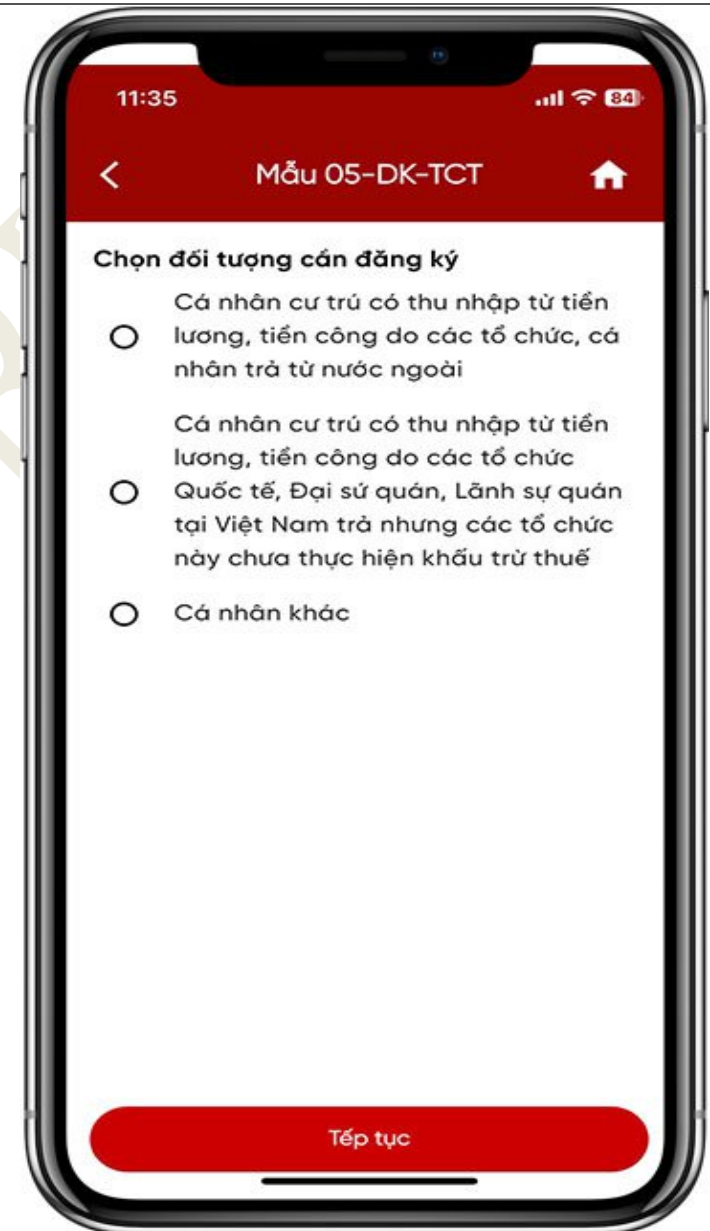 11:35
84
Mẫu 05-DK-TCT
Chọn đối tượng cần đăng ký
Cá nhân cư trú có thu nhập từ tiền
lương, tiền công do các tổ chức, cá
nhân trả từ nước ngoài
Cá nhân cư trú có thu nhập từ tiền
lương, tiền công do các tổ chức
Quốc tế, Đại sứ quán, Lãnh sự quán
tại Việt Nam trả nhưng các tổ chức
này chưa thực hiện khấu trừ thuế
Cá nhân khác
Tếp tục